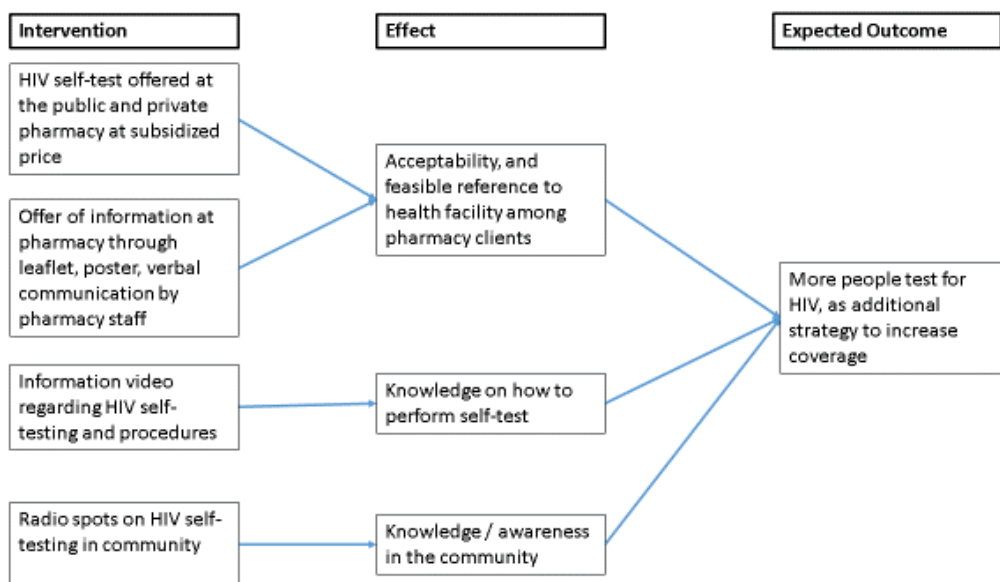 Intervention
Effect
Expected Outcome
HIV self-test offered at
the public and private
pharmacy at subsidized
price
Offer of information at
pharmacy through
leaflet, poster, verbal
communication by
pharmacy staff
Information video
regarding HIV self-
testing and procedures
Radio spots on HIV self-
testing in community
Acceptability, and
feasible reference to
health facility among
pharmacy clients
Knowledge on how to
perform self-test
Knowledge / awareness
in the community
More people test for
HIV, as additional
strategy to increase
coverage